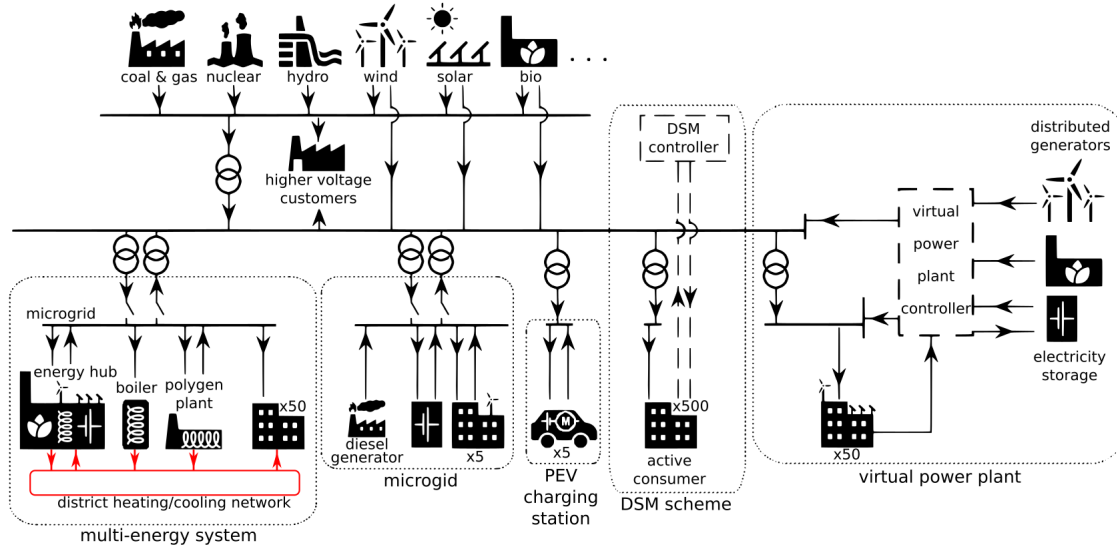 coal & gas
nuclear
hydro
wind
solar
bio
. . .
higher voltage
customers
DSM
controller
distributed
generators
virtual
power
plant
controller
electricity
storage
microgrid
energy hub
boiler
polygen
plant
x50
district heating/cooling network
multi-energy system
diesel
generator
x5
microgid
M
x5
PEV
charging
station
x500
active
consumer
DSM scheme
x50
virtual power plant